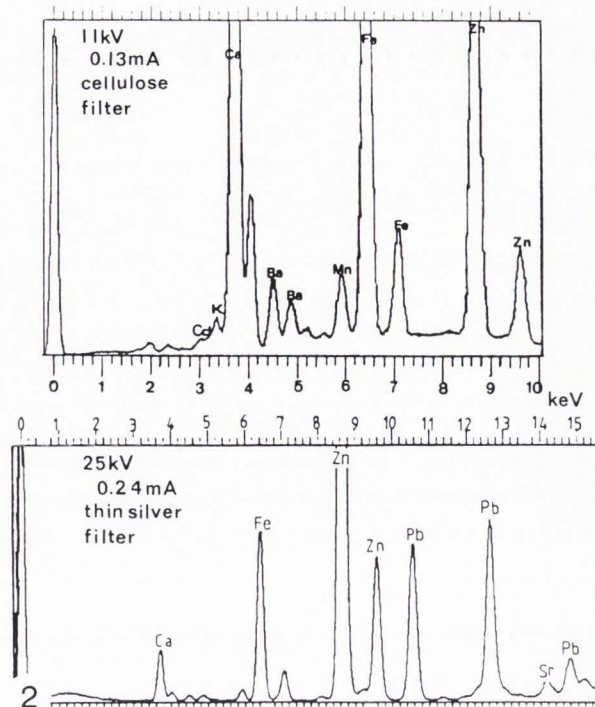 11kV
0.13mA
cellulose
filter
Ca
Fe
Zn
Cd
K
Ba
Ba
Mn
Fe
Zn
0 1 2 3 4 5 6 7 8 9 10
keV
0 1 2 3 4 5 6 7 8 9 10 11 12 13 14 15
25kV
0.24mA
thin silver
filter
Zn
Ca
Fe
Zn
Pb
Pb
Sr
Pb
2